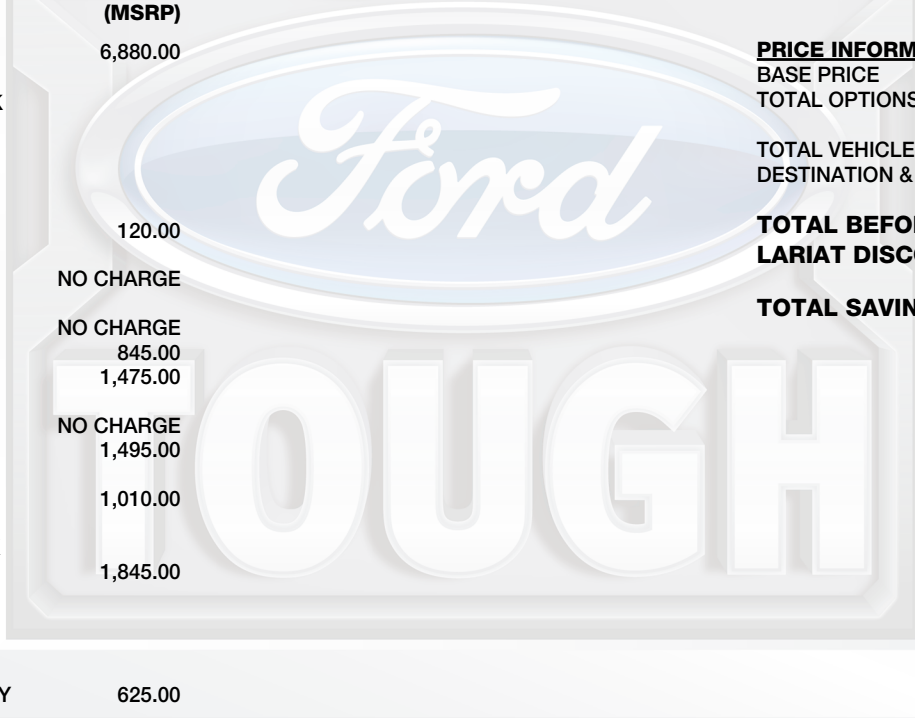 (MSRP)
6,880.00
K
120.00
NO CHARGE
NO CHARGE
845.00
1,475.00
NO CHARGE
1,495.00
1,010.00
1,845.00
Y 625.00
PRICE INFORM
BASE PRICE
TOTAL OPTIONS
TOTAL VEHICLE
DESTINATION &
TOTAL BEFO
LARIAT DISC
TOTAL SAVIN
Ford
TOUGH